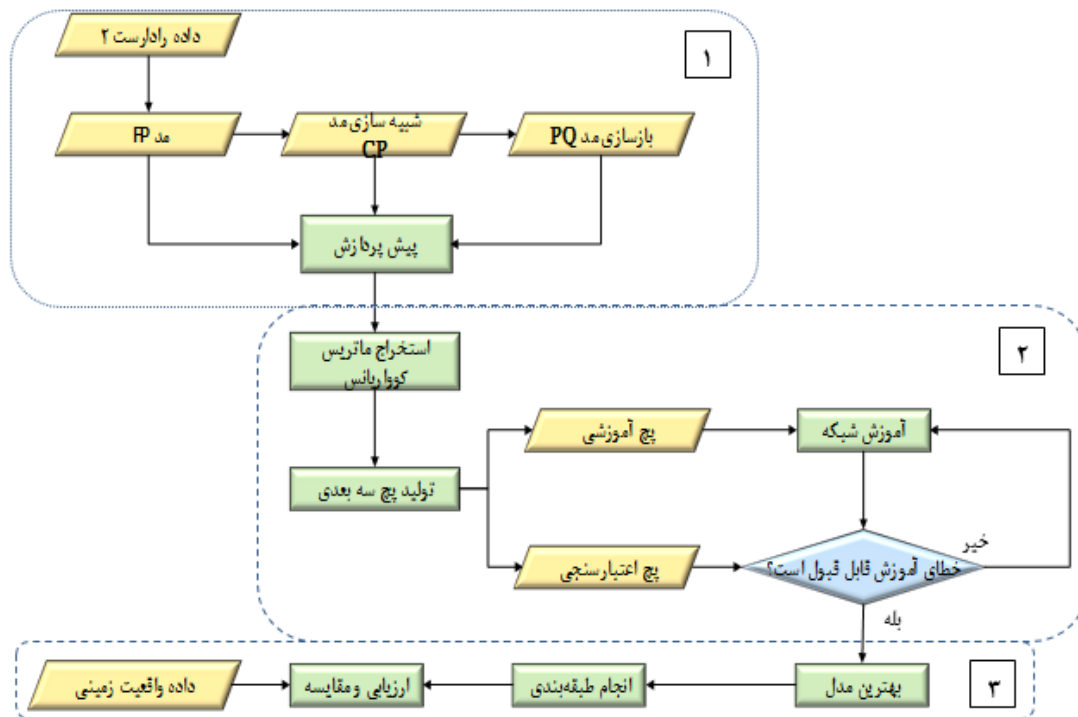 داده رادارست ۲
۱
مد FP
شبیه سازی مد
CP
بازسازی مد PQ
پیش پردازش
۲
استخراج ماتریس
کوواریانس
پچ آموزشی
آموزش شبکه
تولید پچ سه بعدی
خیر
پچ اعتبارسنجی
خطای آموزش قابل قبول است؟
بله
۳
بهترین مدل
انجام طبقه‌بندی
ارزیابی و مقایسه
داده واقعیت زمینی